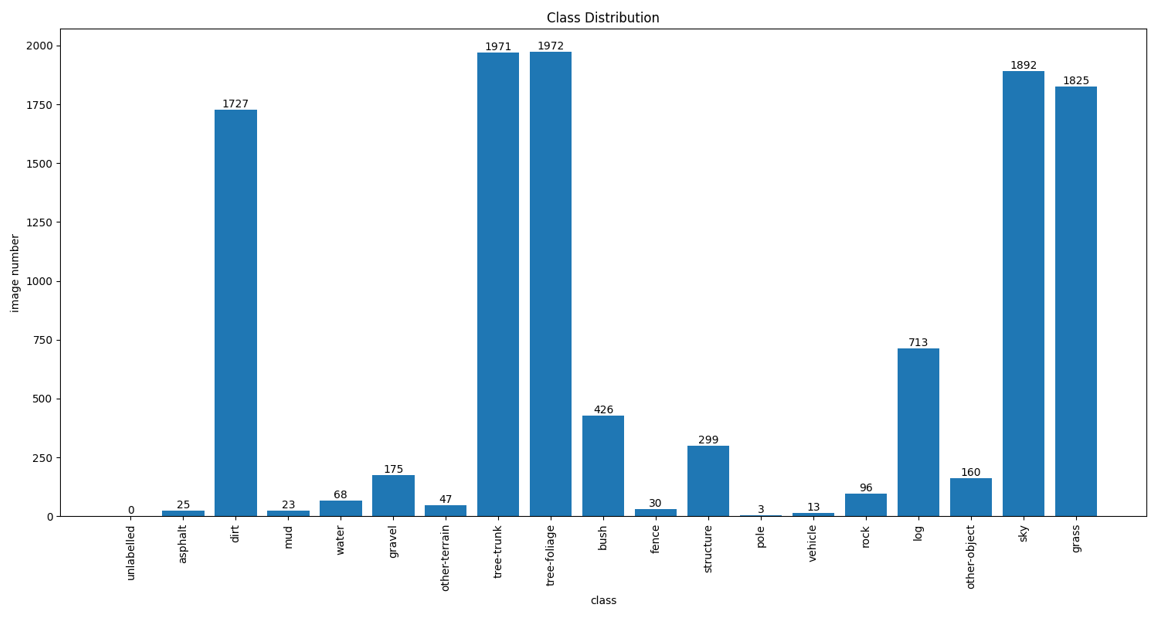 Class Distribution
image number
2000
1750
1500
1250
1000
750
500
250
0
0
25
1727
23
68
175
47
1971
1972
426
30
299
3
13
96
713
160
1892
1825
unlabelled
asphalt
dirt
mud
water
gravel
other-terrain
tree-trunk
tree-foliage
bush
fence
structure
pole
vehicle
rock
log
other-object
sky
grass
class